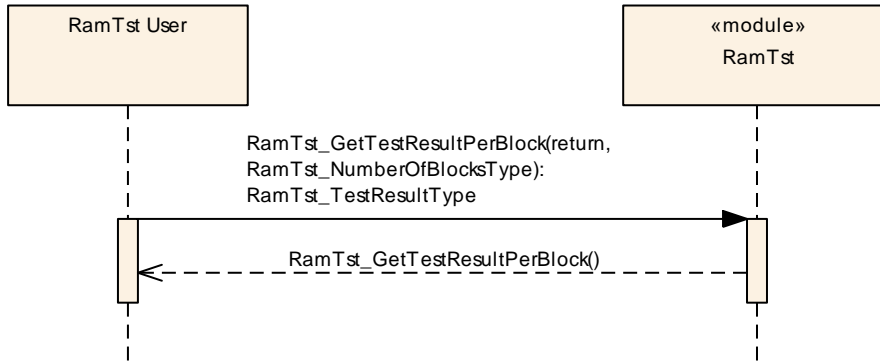 RamTst User
«module»
RamTst
RamTst_GetTestResultPerBlock(return,
RamTst_NumberOfBlocksType):
RamTst_TestResultType
RamTst_GetTestResultPerBlock()